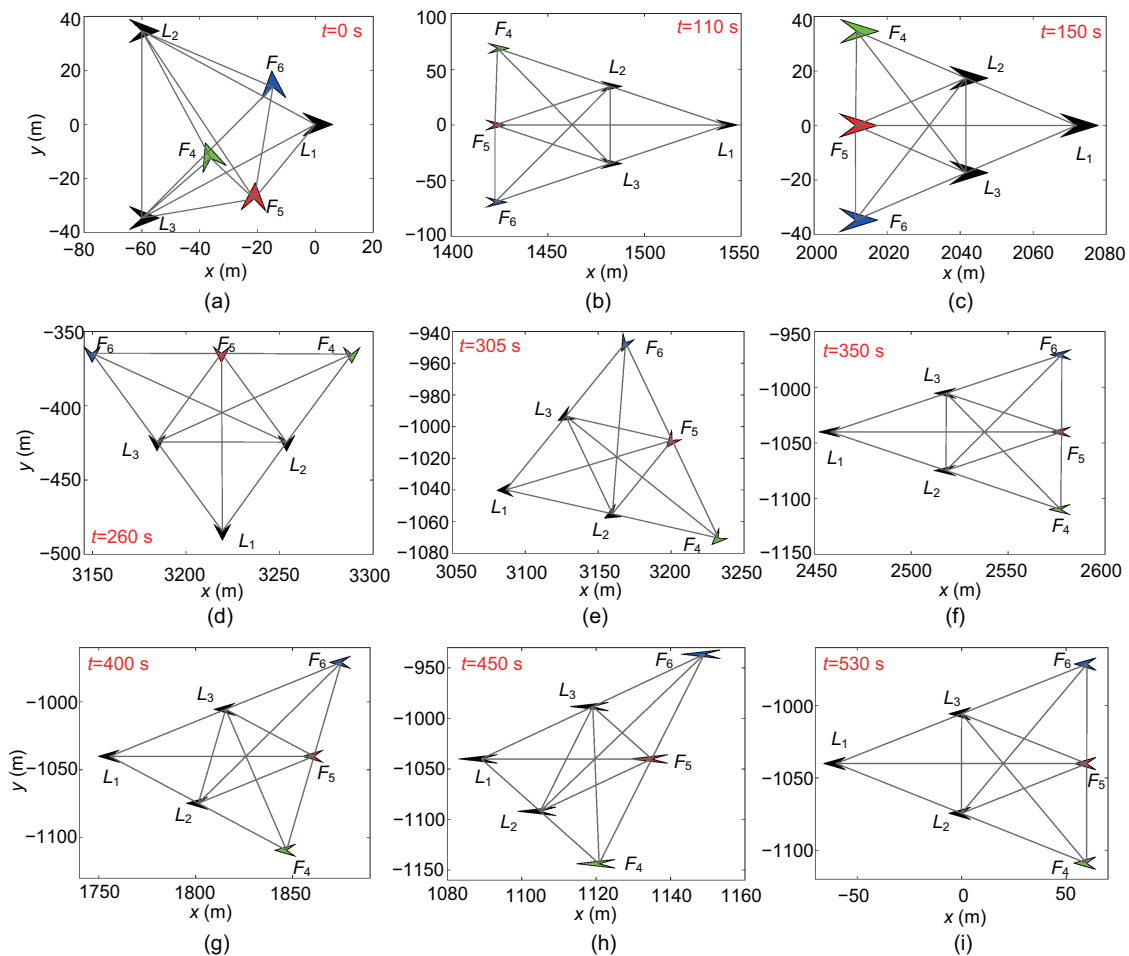 40
20
0
−20
−40
y (m)
L2
t=0 s
F6
F4
L1
F5
L3
−80
−60
−40
−20
0
20
x (m)
(a)
100
50
0
−50
−100
F4
t=110 s
L2
F5
L1
L3
F6
1400
1450
1500
1550
x (m)
(b)
40
20
0
−20
−40
t=150 s
F4
L2
F5
L1
L3
F6
2000
2020
2040
2060
2080
x (m)
(c)
−350
−400
−450
−500
y (m)
F6
F5
F4
L3
L2
t=260 s
L1
3150
3200
3250
3300
x (m)
(d)
−940
−960
−980
−1000
−1020
−1040
−1060
−1080
t=305 s
F6
L3
F5
L1
L2
F4
3050
3100
3150
3200
3250
x (m)
(e)
−950
−1000
−1050
−1100
−1150
t=350 s
F6
L3
L1
F5
L2
F4
2450
2500
2550
2600
x (m)
(f)
−1000
−1050
−1100
y (m)
t=400 s
F6
L3
L1
F5
L2
F4
1750
1800
1850
x (m)
(g)
−950
−1000
−1050
−1100
−1150
t=450 s
F6
L3
L1
F5
L2
F4
1080
1100
1120
1140
1160
x (m)
(h)
−1000
−1050
−1100
t=530 s
F6
L3
L1
F5
L2
F4
−50
0
50
x (m)
(i)